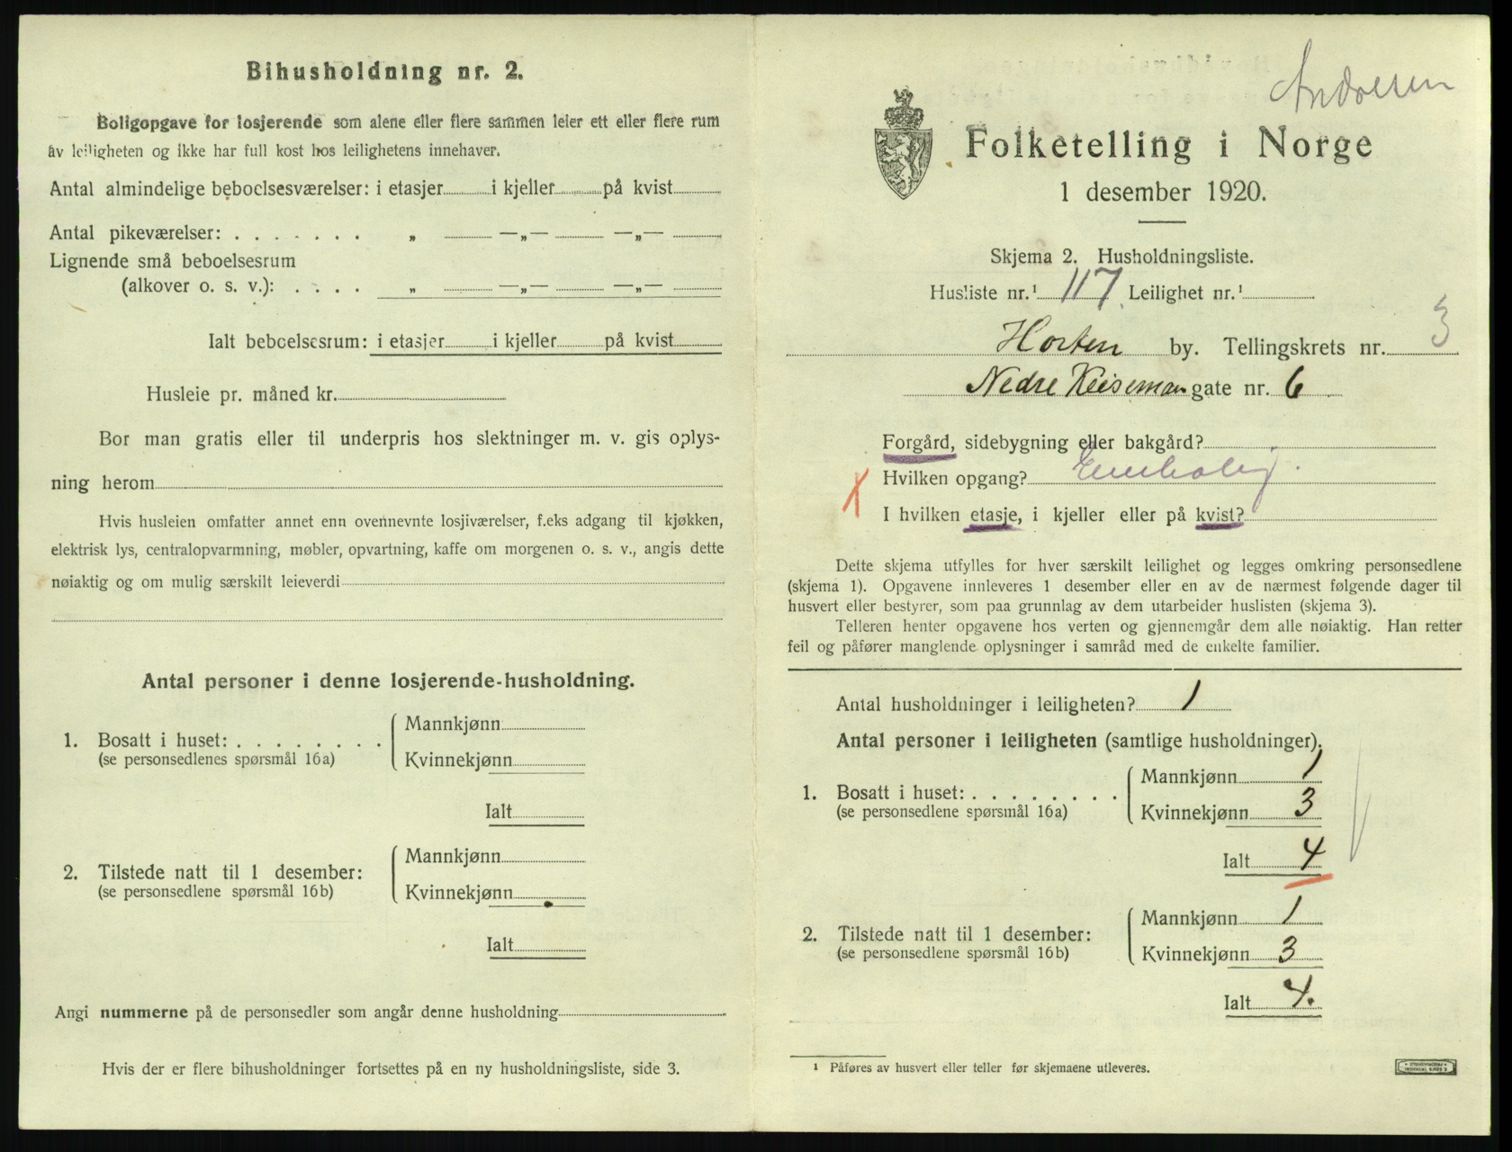 Bihusholdning nr. 2.
Boligopgave for losjerende som alene eller flere sammen leier ett eller flere rum
av leiligheten og ikke har full kost hos leilighetens innehaver.
Antal almindelige beboelsesværelser: i etasjer i kjeller på kvist
Antal pikeværelser: . . . . . . . „ —„— —„—
Lignende små beboelsesrum
(alkover o. s. v.): . . . . „ —„— —„—
Ialt beboelsesrum: i etasjer i kjeller på kvist
Husleie pr. måned kr.
Bor man gratis eller til underpris hos slektninger m. v. gis oplys-
ning herom
Hvis husleien omfatter annet enn ovennevnte losjiværelser, f.eks adgang til kjøkken,
elektrisk lys, centralopvarmning, møbler, opvartning, kaffe om morgenen o. s. v., angis dette
nøiaktig og om mulig særskilt leieverdi
Antal personer i denne losjerende-husholdning.
1. Bosatt i huset: . . . . . . . .
(se personsedlenes spørsmål 16a)
Mannkjønn
Kvinnekjønn
Ialt
2. Tilstede natt til 1 desember:
(se personsedlene spørsmål 16b)
Mannkjønn
Kvinnekjønn
Ialt
Angi nummerne på de personsedler som angår denne husholdning
Hvis der er flere bihusholdninger fortsettes på en ny husholdningsliste, side 3.
Andresen
Folketelling i Norge
1 desember 1920.
Skjema 2. Husholdningsliste.
Husliste nr.¹ 117 Leilighet nr.¹
Horten by. Tellingskrets nr. 3
Nedre Keiseman gate nr. 6
Forgård, sidebygning eller bakgård?
Hvilken opgang? Enebolig.
I hvilken etasje, i kjeller eller på kvist?
Dette skjema utfylles for hver særskilt leilighet og legges omkring personsedlene
(skjema 1). Opgavene innleveres 1 desember eller en av de nærmest følgende dager til
husvert eller bestyrer, som paa grunnlag av dem utarbeider huslisten (skjema 3).
Telleren henter opgavene hos verten og gjennemgår dem alle nøiaktig. Han retter
feil og påfører manglende oplysninger i samråd med de enkelte familier.
Antal husholdninger i leiligheten? 1
Antal personer i leiligheten (samtlige husholdninger).
1. Bosatt i huset: . . . . . . . .
(se personsedlene spørsmål 16a)
Mannkjønn 1
Kvinnekjønn 3
Ialt 4
2. Tilstede natt til 1 desember:
(se personsedlene spørsmål 16b)
Mannkjønn 1
Kvinnekjønn 3
Ialt 4.
¹ Påføres av husvert eller teller før skjemaene utleveres.